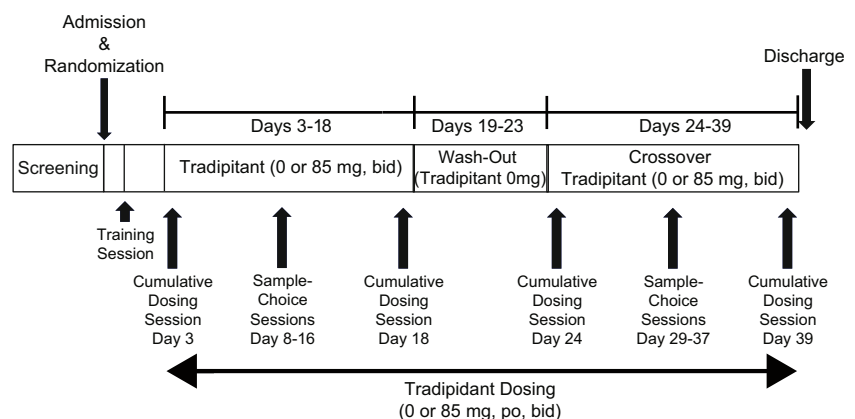 Admission
&
Randomization
Discharge
Days 3-18
Days 19-23
Days 24-39
Screening
Tradipitant (0 or 85 mg, bid)
Wash-Out
(Tradipitant 0mg)
Crossover
Tradipitant (0 or 85 mg, bid)
Training
Session
Cumulative
Dosing
Session
Day 3
Sample-
Choice
Sessions
Day 8-16
Cumulative
Dosing
Session
Day 18
Cumulative
Dosing
Session
Day 24
Sample-
Choice
Sessions
Day 29-37
Cumulative
Dosing
Session
Day 39
Tradipidant Dosing
(0 or 85 mg, po, bid)